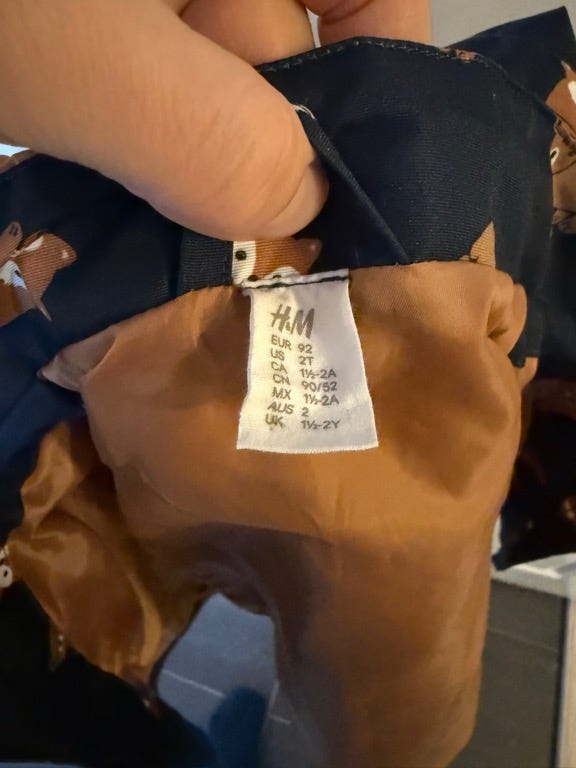 H&M
EUR 92
US 2T
CA 1½-2A
CN 90/52
MX 1½-2A
AUS 2
UK 1½-2Y